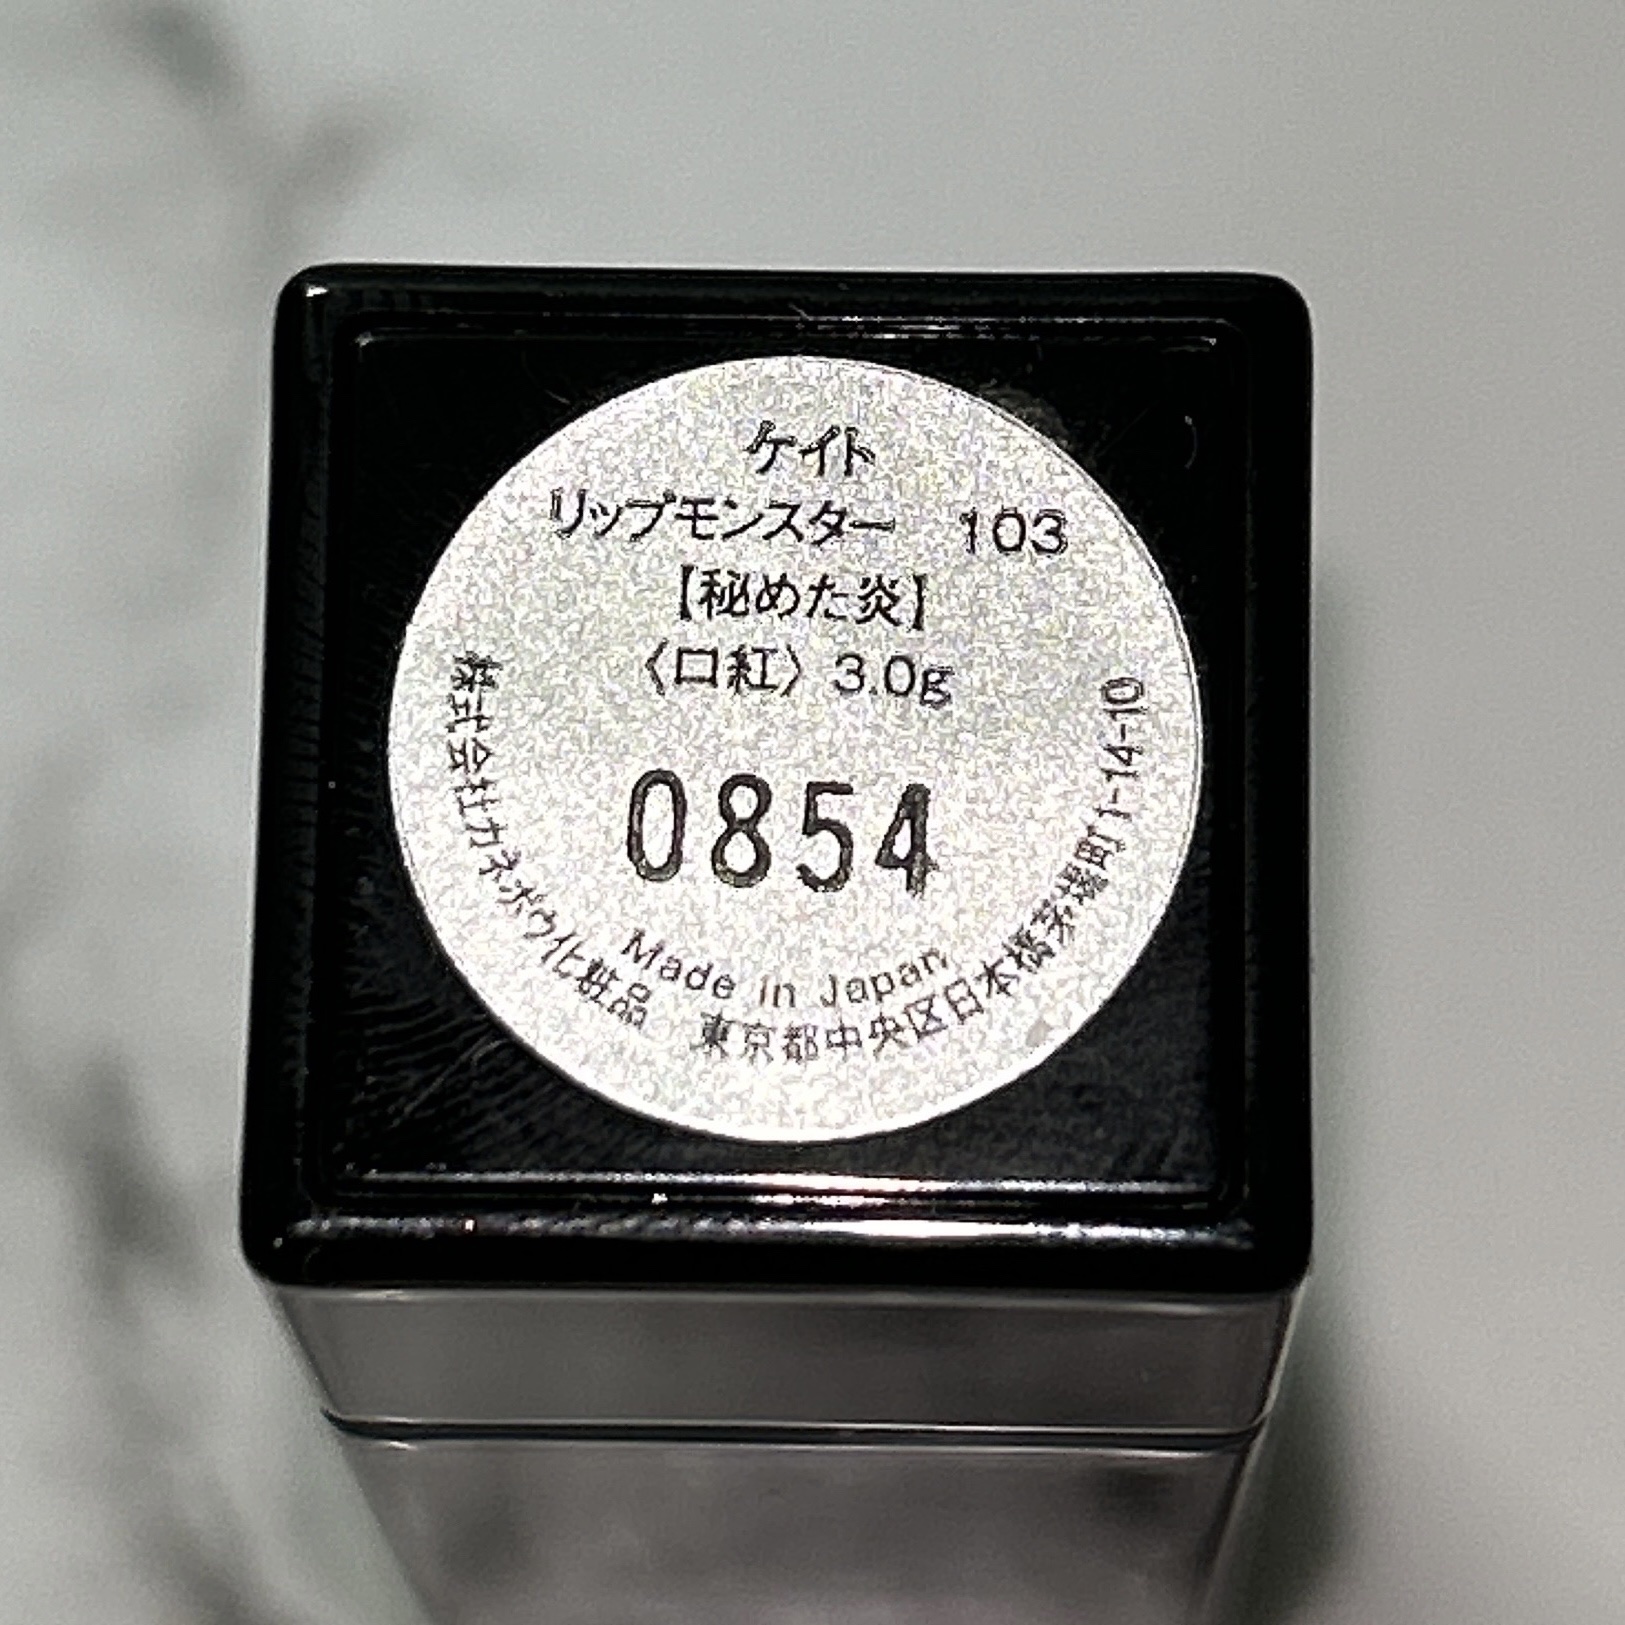 ケイト
リップモンスター 103
【秘めた炎】
〈口紅〉3.0g
0854
Made in Japan
株式会社カネボウ化粧品 東京都中央区日本橋茅場町1-14-10